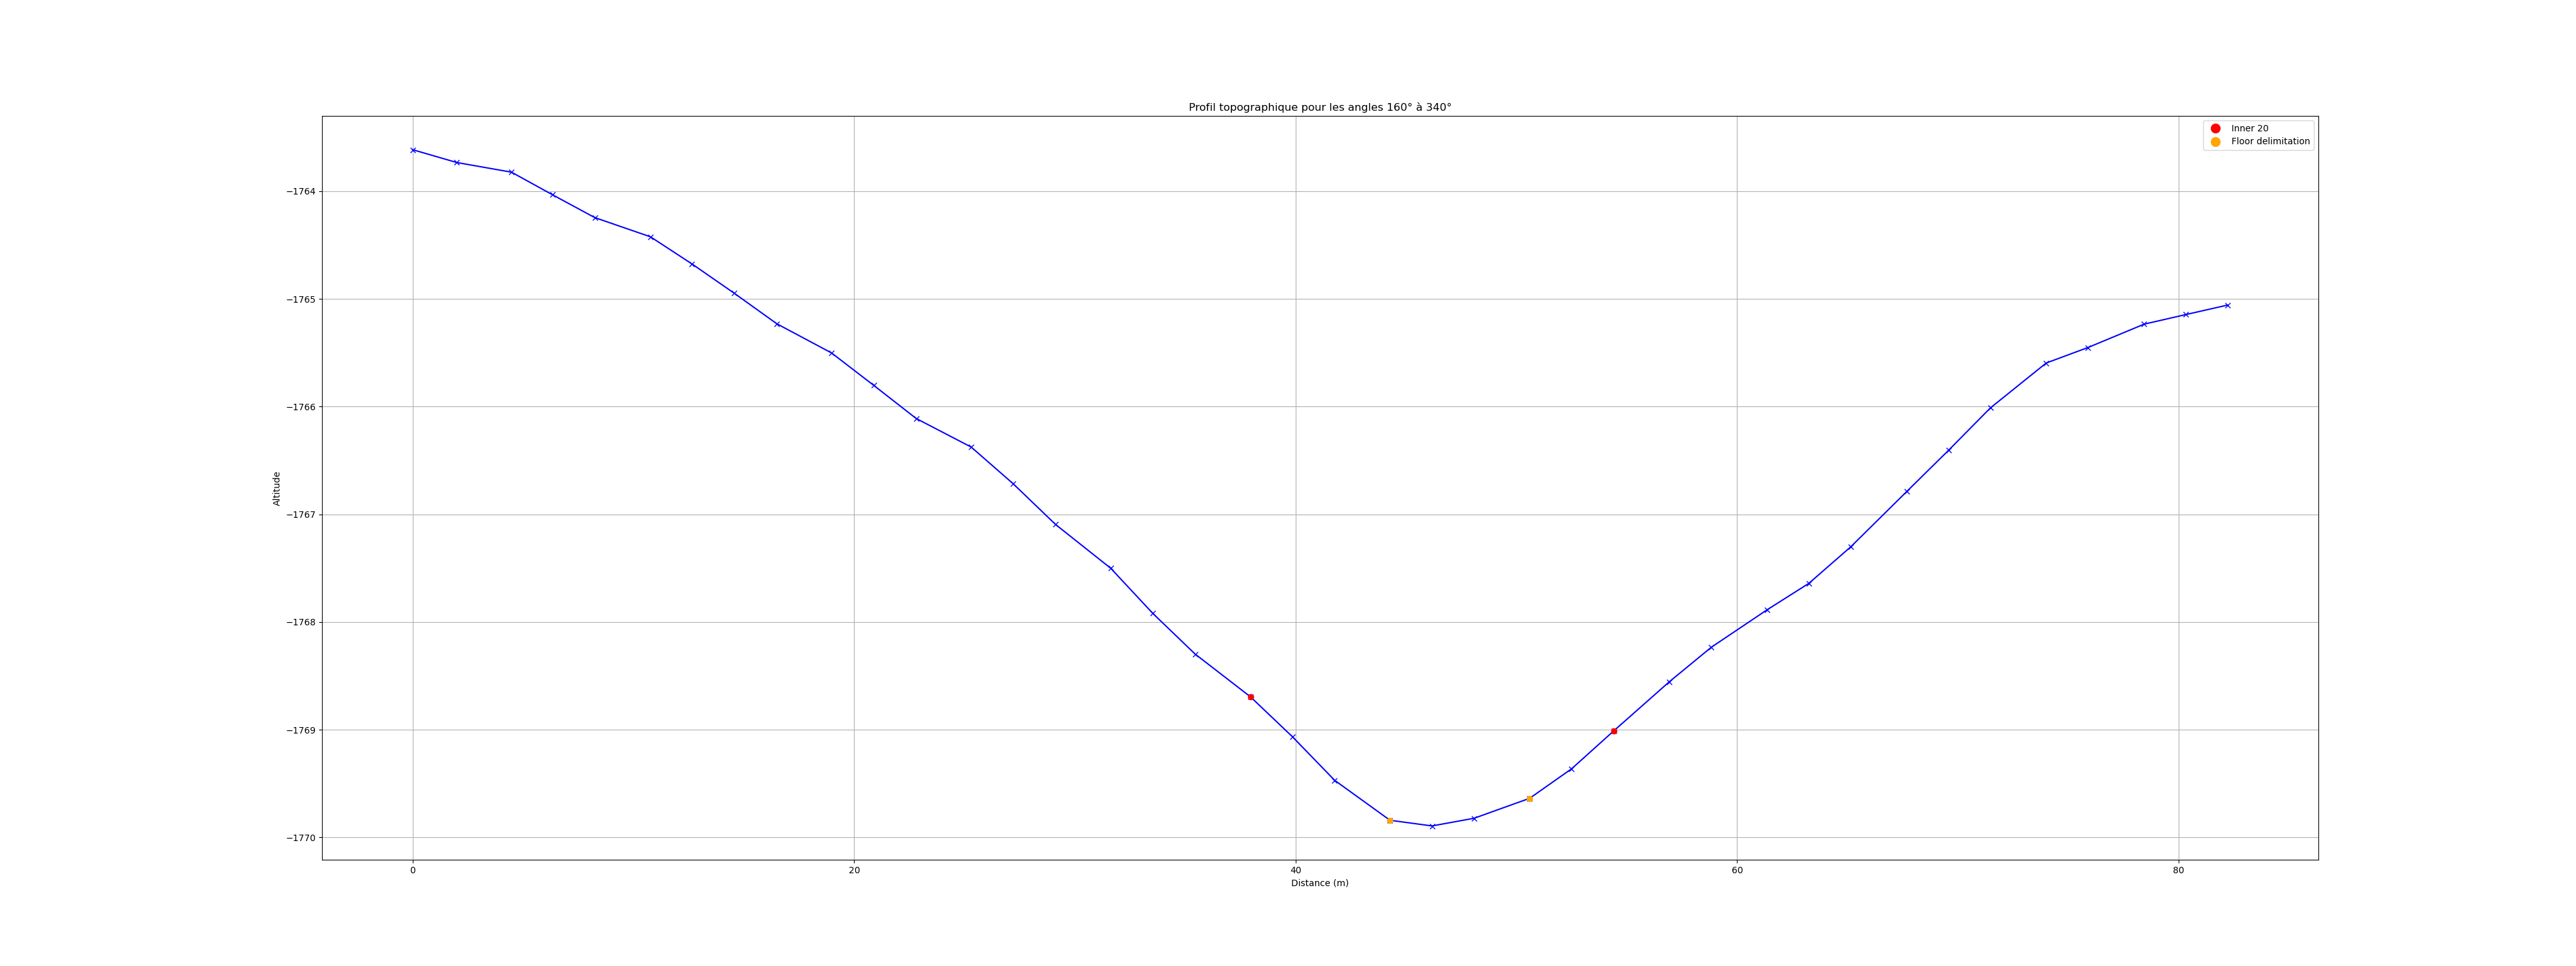 Profil topographique pour les angles 160° à 340°
Inner 20
Floor delimitation
Altitude
−1764
−1765
−1766
−1767
−1768
−1769
−1770
0 20 40 60 80
Distance (m)